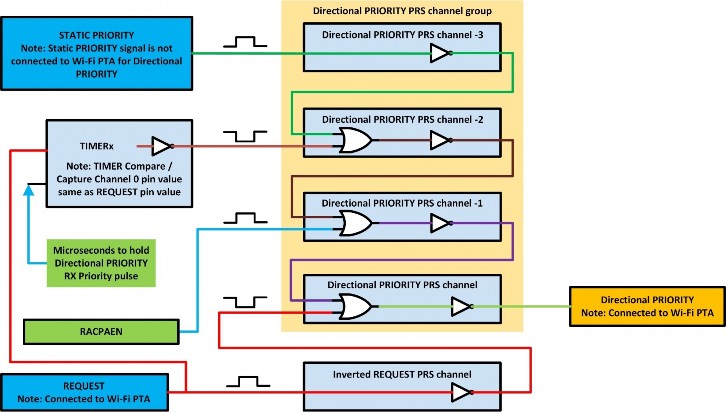 Directional PRIORITY PRS channel group
STATIC PRIORITY
Note: Static PRIORITY signal is not
connected to Wi-Fi PTA for Directional
PRIORITY
Directional PRIORITY PRS channel -3
Directional PRIORITY PRS channel -2
TIMERx
Note: TIMER Compare /
Capture Channel 0 pin value
same as REQUEST pin value
Directional PRIORITY PRS channel -1
Microseconds to hold
Directional PRIORITY
RX Priority pulse
Directional PRIORITY PRS channel
Directional PRIORITY
Note: Connected to Wi-Fi PTA
RACPAEN
REQUEST
Note: Connected to Wi-Fi PTA
Inverted REQUEST PRS channel